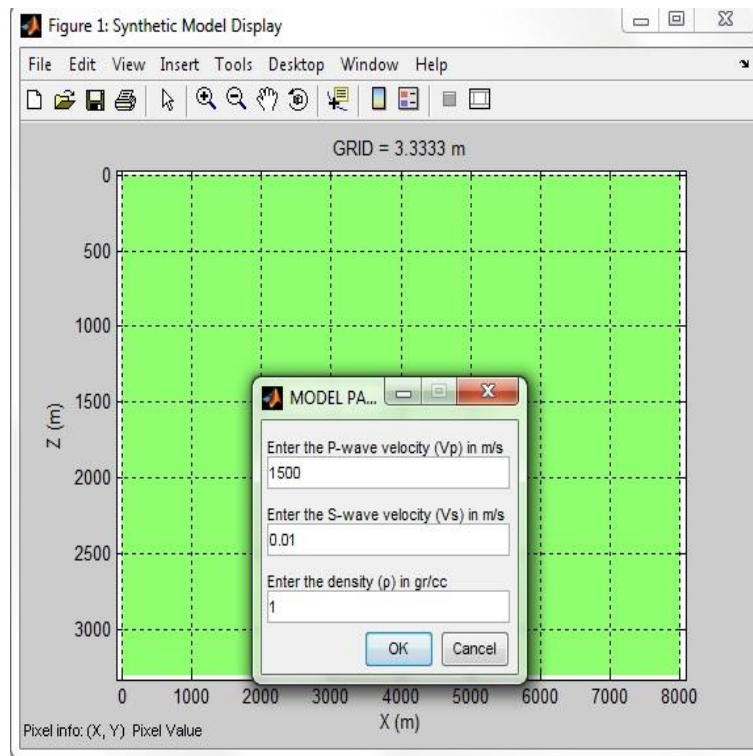 Figure 1: Synthetic Model Display
File Edit View Insert Tools Desktop Window Help
GRID = 3.3333 m
0
500
1000
1500
2000
2500
3000
Z (m)
MODEL PA...
Enter the P-wave velocity (Vp) in m/s
1500
Enter the S-wave velocity (Vs) in m/s
0.01
Enter the density (ρ) in gr/cc
1
OK Cancel
0 1000 2000 3000 4000 5000 6000 7000 8000
X (m)
Pixel info: (X, Y) Pixel Value